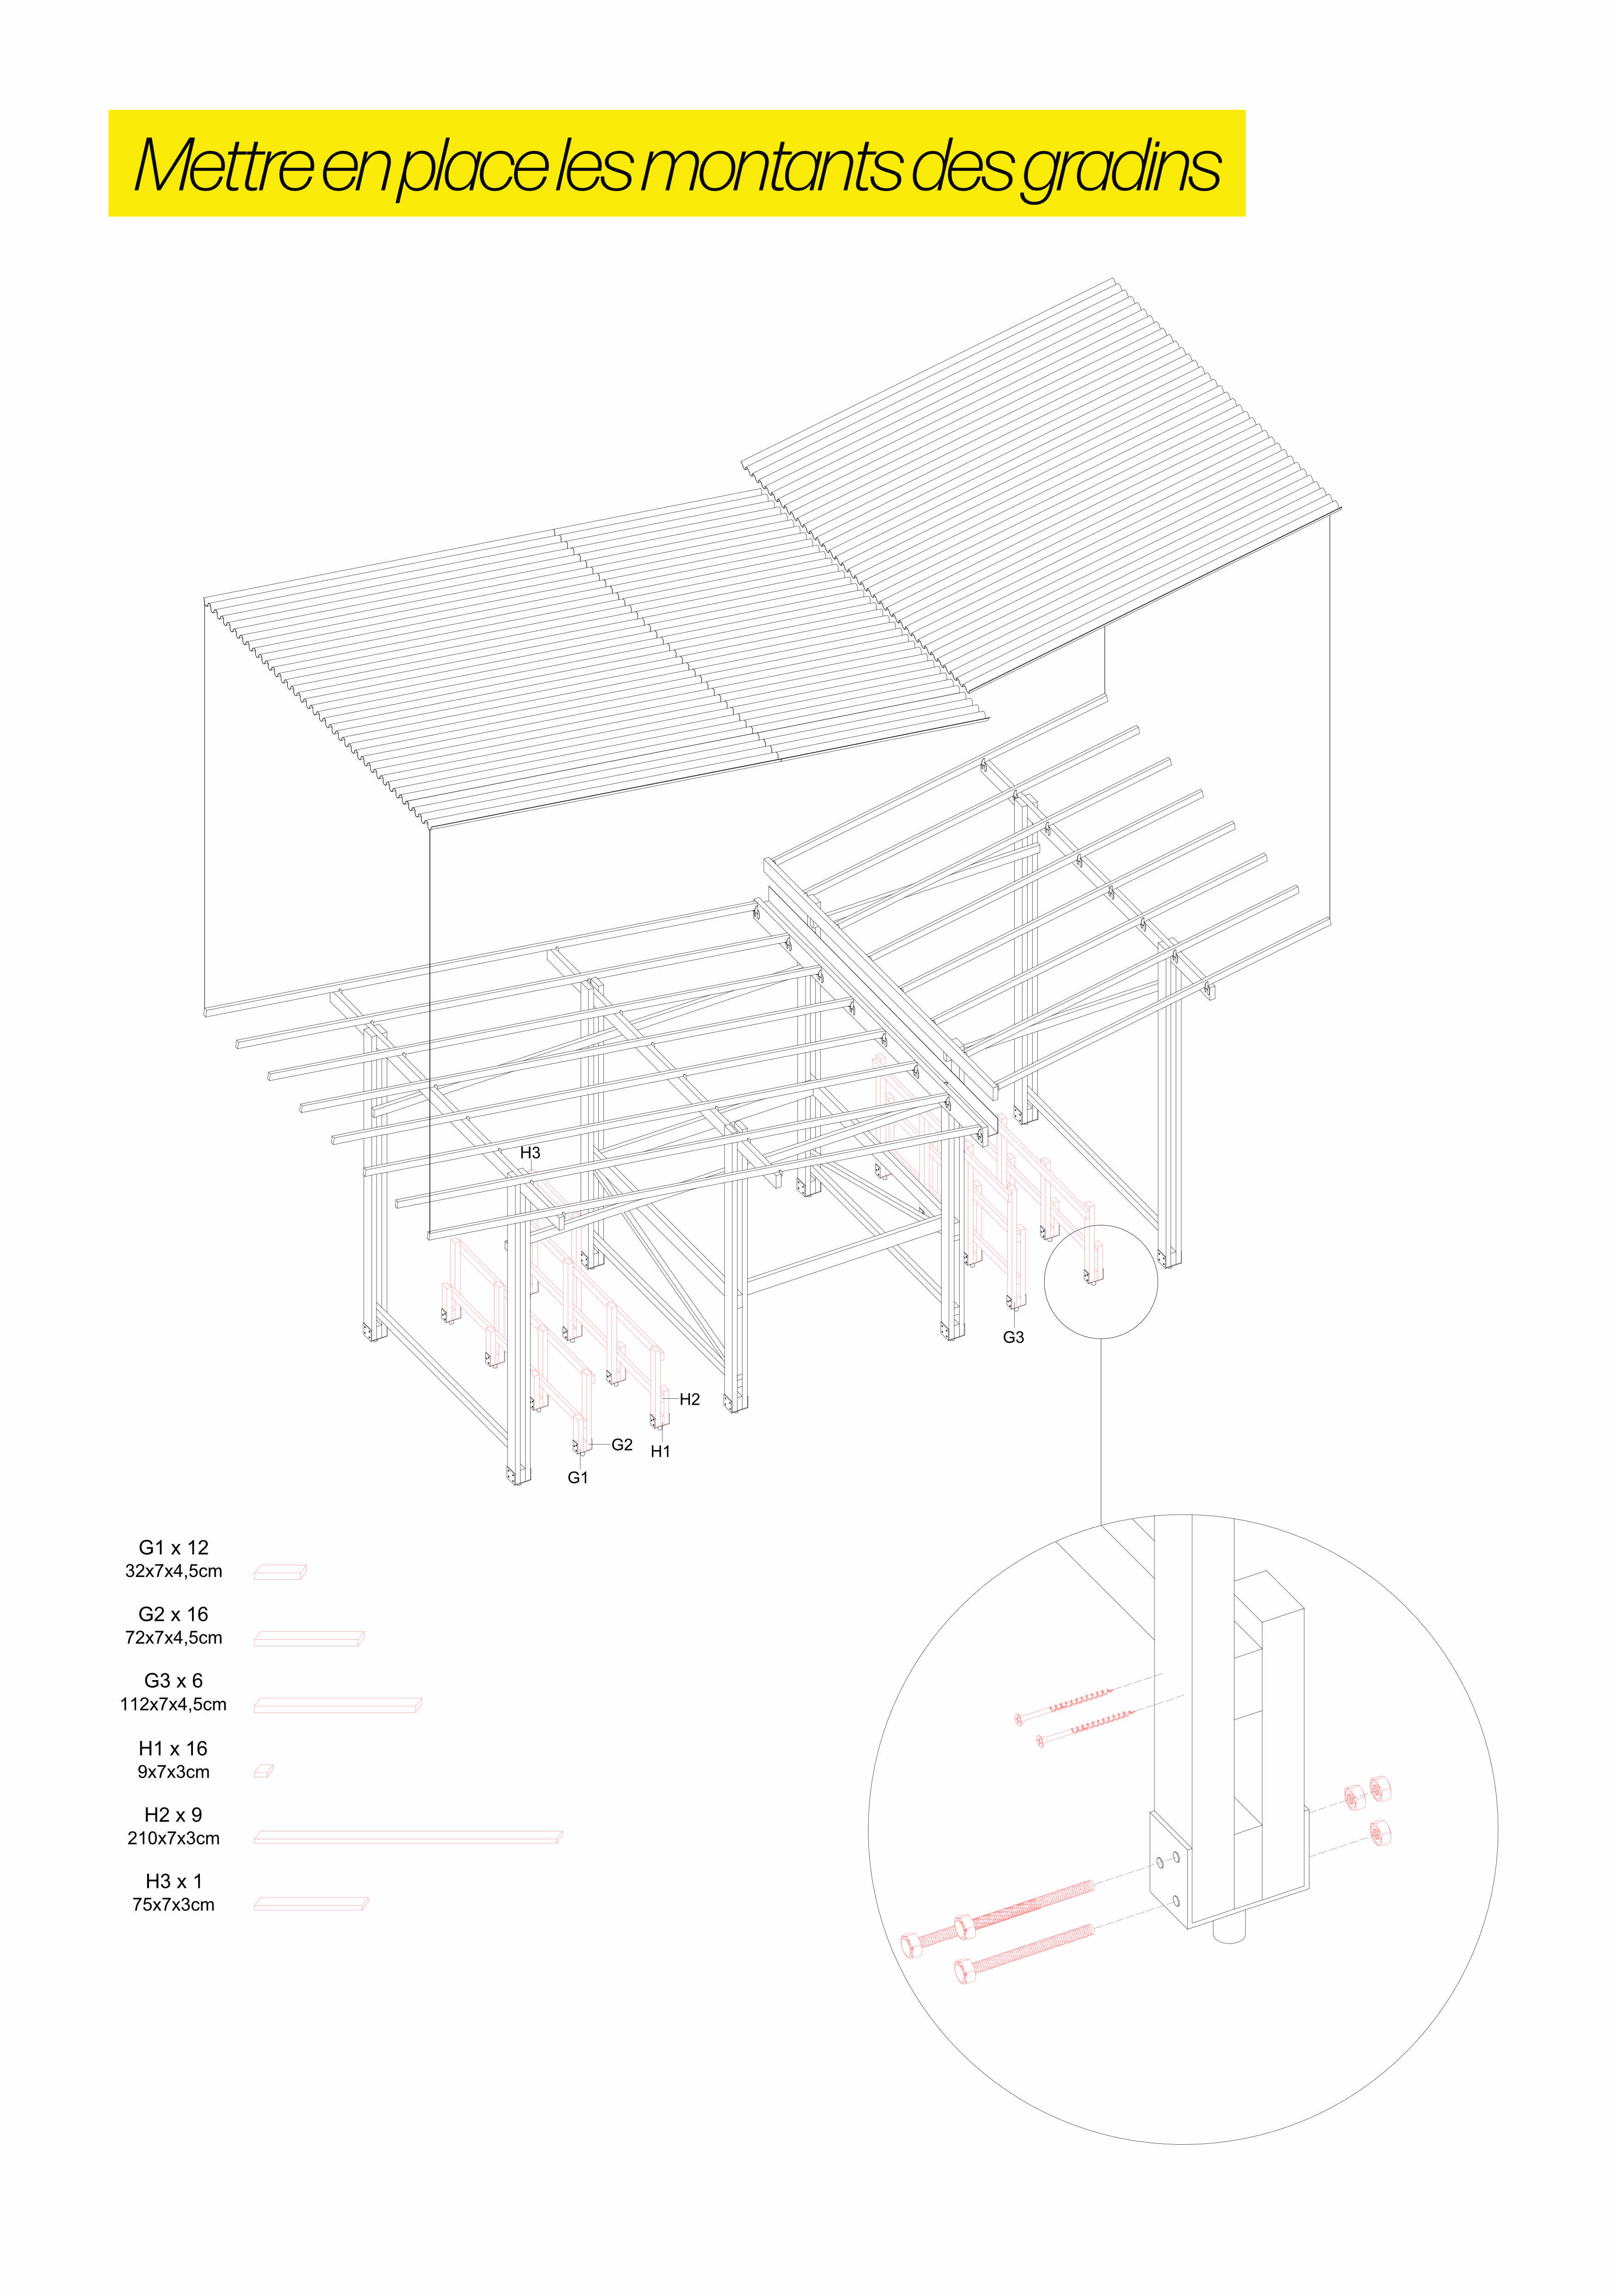 Mettre en place les montants des gradins
H3
G3
H2
G2
H1
G1
G1 x 12
32x7x4,5cm
G2 x 16
72x7x4,5cm
G3 x 6
112x7x4,5cm
H1 x 16
9x7x3cm
H2 x 9
210x7x3cm
H3 x 1
75x7x3cm